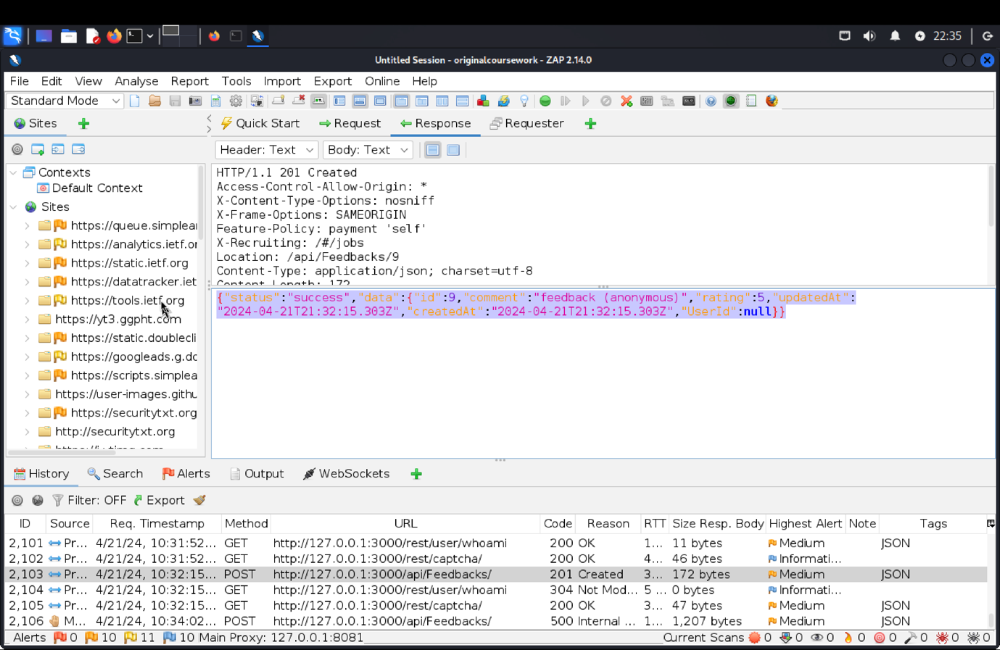 22:35
Untitled Session - originalcoursework - ZAP 2.14.0
File Edit View Analyse Report Tools Import Export Online Help
Standard Mode
Sites
Quick Start Request Response Requester
Header: Text Body: Text
Contexts
Default Context
Sites
https://queue.simplear
https://analytics.ietf.or
https://static.ietf.org
https://datatracker.iet
https://tools.ietf.org
https://yt3.ggpht.com
https://static.doublecli
https://googleads.g.dc
https://scripts.simplea
https://user-images.githu
https://securitytxt.org
http://securitytxt.org
HTTP/1.1 201 Created
Access-Control-Allow-Origin: *
X-Content-Type-Options: nosniff
X-Frame-Options: SAMEORIGIN
Feature-Policy: payment 'self'
X-Recruiting: /#/jobs
Location: /api/Feedbacks/9
Content-Type: application/json; charset=utf-8
Content-Length: 172
{"status":"success","data":{"id":9,"comment":"feedback (anonymous)","rating":5,"updatedAt":
"2024-04-21T21:32:15.303Z","createdAt":"2024-04-21T21:32:15.303Z","UserId":null}}
History Search Alerts Output WebSockets
Filter: OFF Export
ID Source Req. Timestamp Method URL Code Reason RTT Size Resp. Body Highest Alert Note Tags
2,101 Pr... 4/21/24, 10:31:52... GET http://127.0.0.1:3000/rest/user/whoami 200 OK 1... 11 bytes Medium JSON
2,102 Pr... 4/21/24, 10:31:52... GET http://127.0.0.1:3000/rest/captcha/ 200 OK 4... 46 bytes Informati...
2,103 Pr... 4/21/24, 10:32:15... POST http://127.0.0.1:3000/api/Feedbacks/ 201 Created 3... 172 bytes Medium JSON
2,104 Pr... 4/21/24, 10:32:15... GET http://127.0.0.1:3000/rest/user/whoami 304 Not Mod... 5 ... 0 bytes Informati...
2,105 Pr... 4/21/24, 10:32:15... GET http://127.0.0.1:3000/rest/captcha/ 200 OK 3... 47 bytes Medium JSON
2,106 M... 4/21/24, 10:34:02... POST http://127.0.0.1:3000/api/Feedbacks/ 500 Internal ... 1... 1,207 bytes Medium JSON
Alerts 0 10 11 10 Main Proxy: 127.0.0.1:8081 Current Scans 0 0 0 0 0 0 0 0